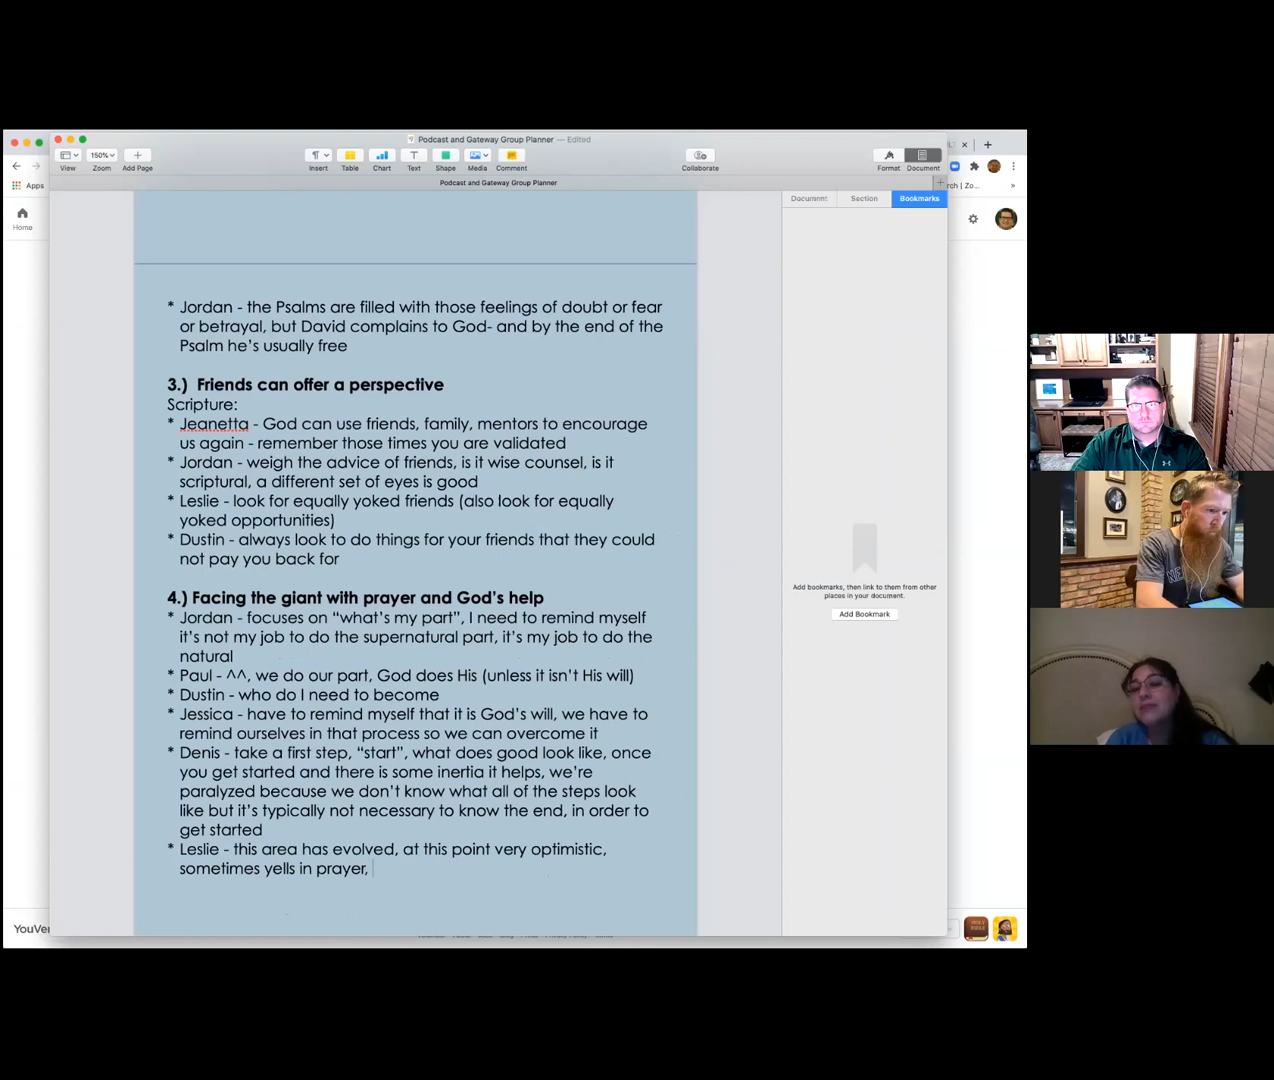 Podcast and Gateway Group Planner — Edited
150%
View
Zoom
Add Page
Insert
Table
Chart
Text
Shape
Media
Comment
Collaborate
Format
Document
Apps
Podcast and Gateway Group Planner
Document
Section
Bookmarks
Home
* Jordan - the Psalms are filled with those feelings of doubt or fear
or betrayal, but David complains to God- and by the end of the
Psalm he’s usually free
3.) Friends can offer a perspective
Scripture:
* Jeanetta - God can use friends, family, mentors to encourage
us again - remember those times you are validated
* Jordan - weigh the advice of friends, is it wise counsel, is it
scriptural, a different set of eyes is good
* Leslie - look for equally yoked friends (also look for equally
yoked opportunities)
* Dustin - always look to do things for your friends that they could
not pay you back for
4.) Facing the giant with prayer and God’s help
* Jordan - focuses on “what’s my part”, I need to remind myself
it’s not my job to do the supernatural part, it’s my job to do the
natural
* Paul - ^^, we do our part, God does His (unless it isn’t His will)
* Dustin - who do I need to become
* Jessica - have to remind myself that it is God’s will, we have to
remind ourselves in that process so we can overcome it
* Denis - take a first step, “start”, what does good look like, once
you get started and there is some inertia it helps, we’re
paralyzed because we don’t know what all of the steps look
like but it’s typically not necessary to know the end, in order to
get started
* Leslie - this area has evolved, at this point very optimistic,
sometimes yells in prayer,
Add bookmarks, then link to them from other
places in your document.
Add Bookmark
YouVer
HOLY
BIBLE